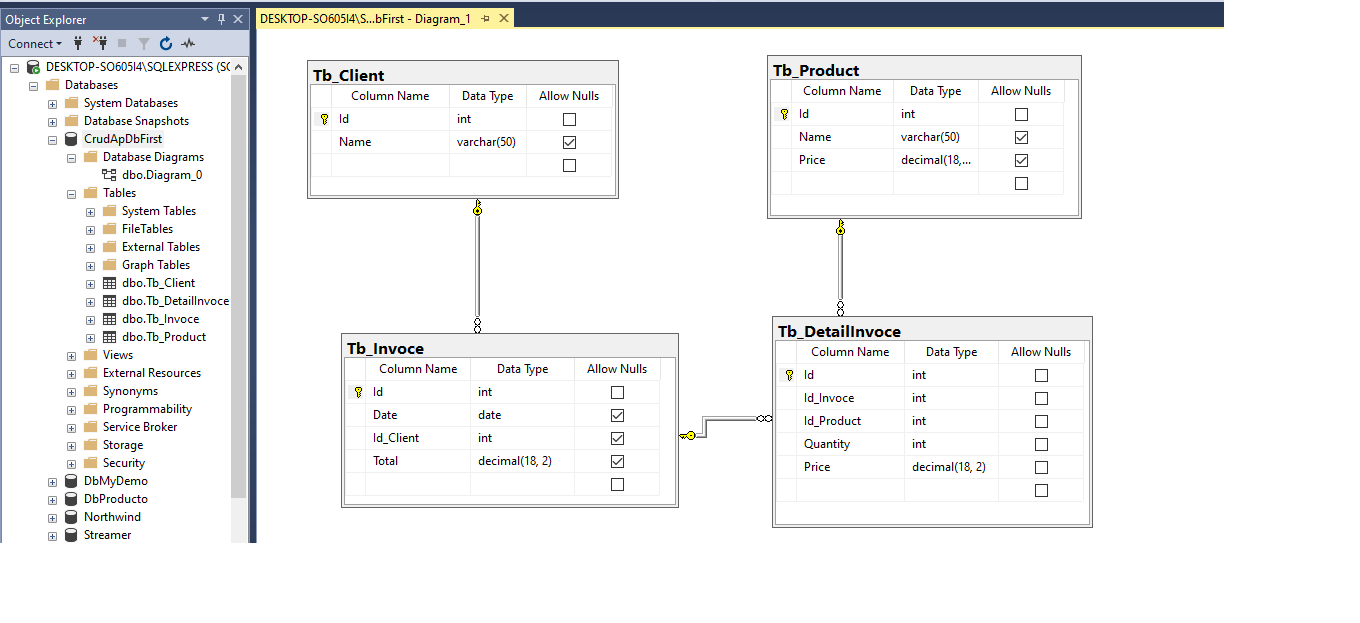 Object Explorer
Connect
DESKTOP-SO605I4\SQLEXPRESS (SQ
Databases
System Databases
Database Snapshots
CrudApDbFirst
Database Diagrams
dbo.Diagram_0
Tables
System Tables
FileTables
External Tables
Graph Tables
dbo.Tb_Client
dbo.Tb_DetailInvoce
dbo.Tb_Invoce
dbo.Tb_Product
Views
External Resources
Synonyms
Programmability
Service Broker
Storage
Security
DbMyDemo
DbProducto
Northwind
Streamer
DESKTOP-SO605I4\S...bFirst - Diagram_1
Tb_Client
Column Name Data Type Allow Nulls
Id int
Name varchar(50)
Tb_Product
Column Name Data Type Allow Nulls
Id int
Name varchar(50)
Price decimal(18,...
Tb_Invoce
Column Name Data Type Allow Nulls
Id int
Date date
Id_Client int
Total decimal(18, 2)
Tb_DetailInvoce
Column Name Data Type Allow Nulls
Id int
Id_Invoce int
Id_Product int
Quantity int
Price decimal(18, 2)